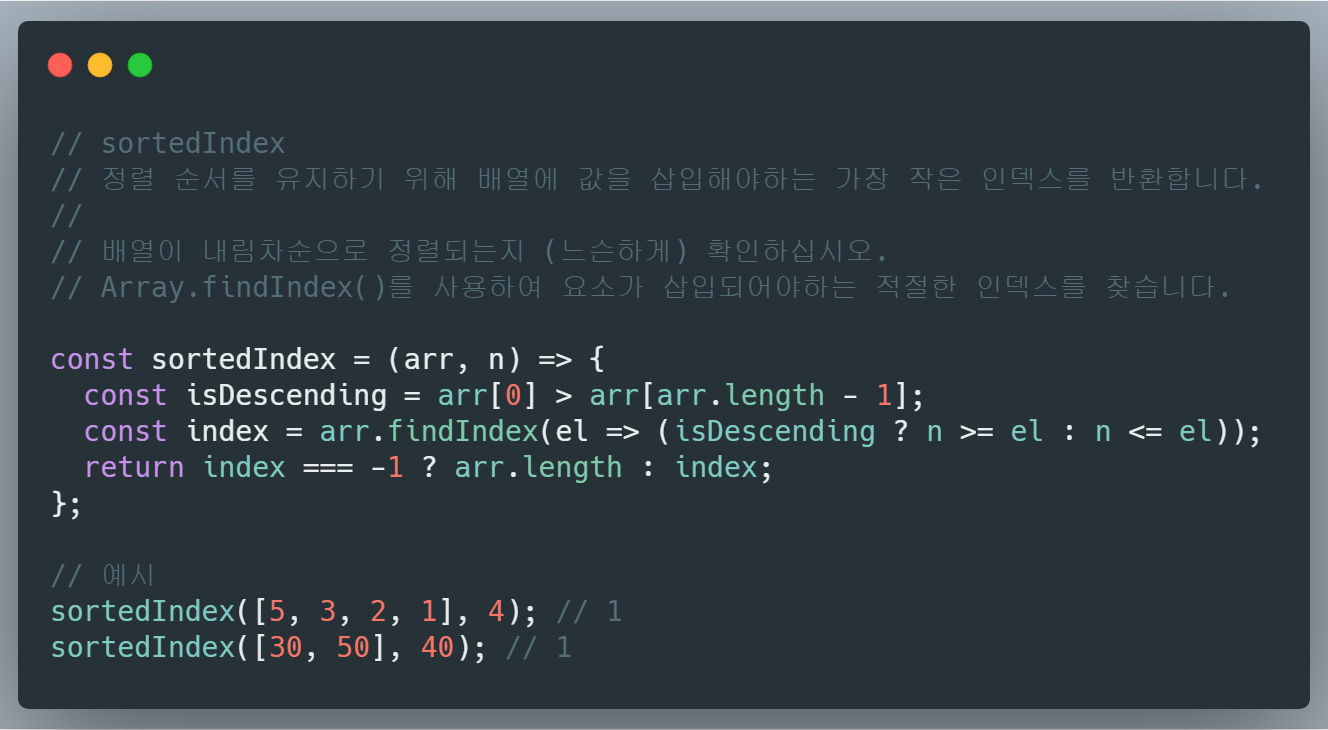 // sortedIndex
// 정렬 순서를 유지하기 위해 배열에 값을 삽입해야하는 가장 작은 인덱스를 반환합니다.
//
// 배열이 내림차순으로 정렬되는지 (느슨하게) 확인하십시오.
// Array.findIndex()를 사용하여 요소가 삽입되어야하는 적절한 인덱스를 찾습니다.
const sortedIndex = (arr, n) => {
const isDescending = arr[0] > arr[arr.length - 1];
const index = arr.findIndex(el => (isDescending ? n >= el : n <= el));
return index === -1 ? arr.length : index;
};
// 예시
sortedIndex([5, 3, 2, 1], 4); // 1
sortedIndex([30, 50], 40); // 1